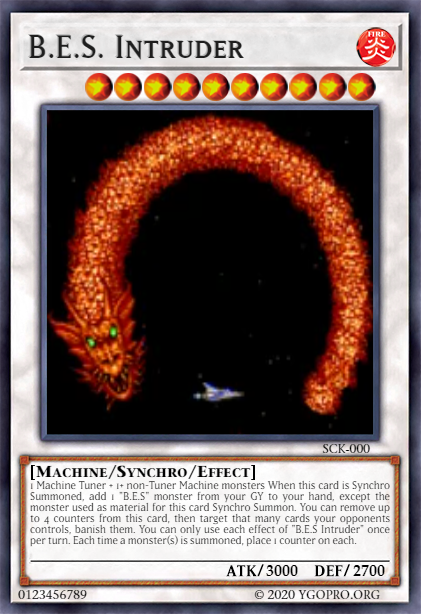 B.E.S. Intruder
FIRE
炎
SCK-000
[Machine/Synchro/Effect]
1 Machine Tuner + 1+ non-Tuner Machine monsters When this card is Synchro
Summoned, add 1 "B.E.S" monster from your GY to your hand, except the
monster used as material for this card Synchro Summon. You can remove up
to 4 counters from this card, then target that many cards your opponents
controls, banish them. You can only use each effect of "B.E.S Intruder" once
per turn. Each time a monster(s) is summoned, place 1 counter on each.
ATK/3000 DEF/2700
0123456789 © 2020 YGOPRO.ORG